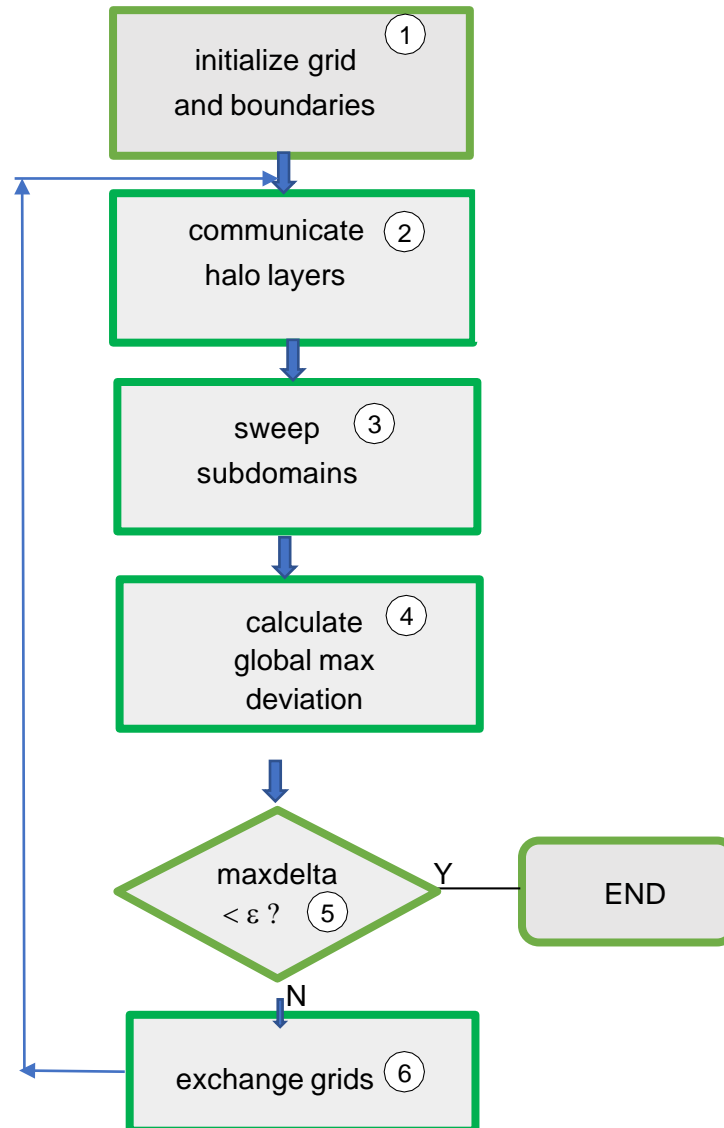 initialize grid
1
and boundaries
communicate
2
halo layers
sweep
3
subdomains
calculate
4
global max
deviation
maxdelta
< ε ?
5
Y
END
N
exchange grids
6